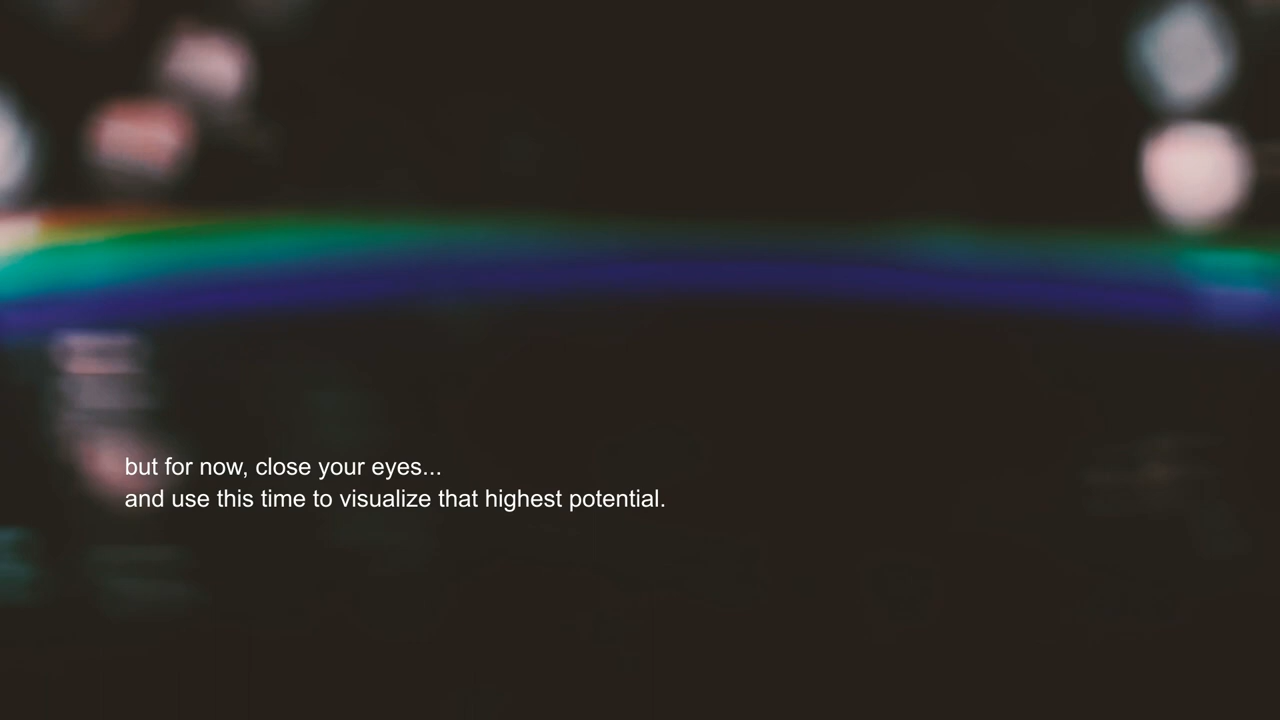 but for now, close your eyes...
and use this time to visualize that highest potential.